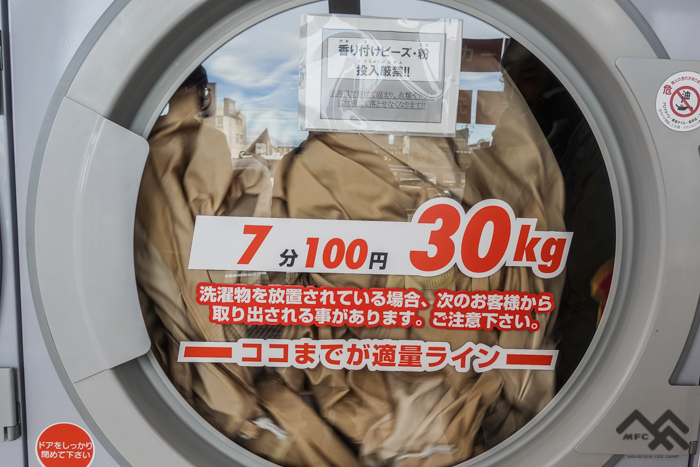 香り付けビーズ・粉
投入厳禁!!
7分100円 30kg
洗濯物を放置されている場合、次のお客様から
取り出される事があります。ご注意下さい。
ココまでが適量ライン
ドアをしっかり
閉めて下さい
危
油
MFC
MOUNTAIN FOG CAMP